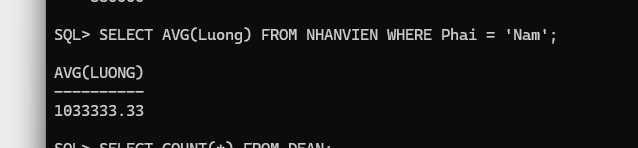 SQL> SELECT AVG(Luong) FROM NHANVIEN WHERE Phai = 'Nam';
AVG(LUONG)
----------
1033333.33
SQL> SELECT COUNT(*) FROM DEAN;